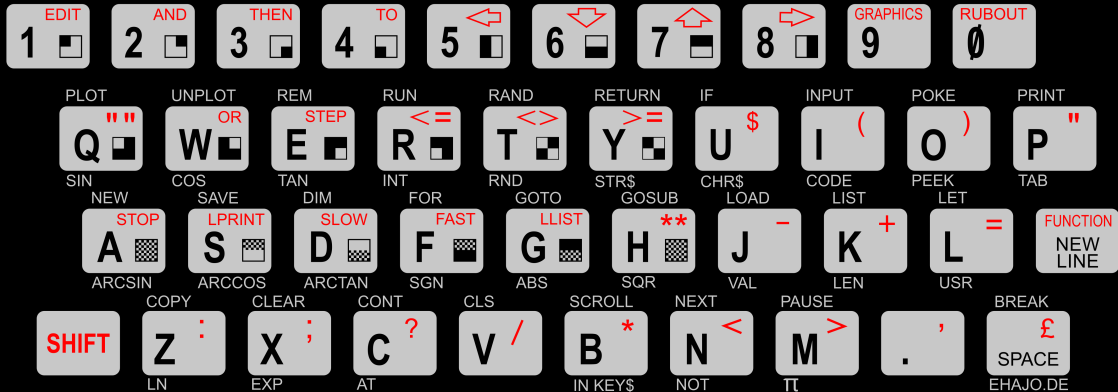 EDIT AND THEN TO GRAPHICS RUBOUT
1 2 3 4 5 6 7 8 9 0
PLOT UNPLOT REM RUN RAND RETURN IF INPUT POKE PRINT
"" OR STEP <= <> >= $ ( ) "
Q W E R T Y U I O P
SIN COS TAN INT RND STR$ CHR$ CODE PEEK TAB
NEW SAVE DIM FOR GOTO GOSUB LOAD LIST LET
STOP LPRINT SLOW FAST LLIST ** - + = FUNCTION
A S D F G H J K L NEW LINE
ARCSIN ARCCOS ARCTAN SGN ABS SQR VAL LEN USR
COPY CLEAR CONT CLS SCROLL NEXT PAUSE BREAK
: ; ? / * < > , £
SHIFT Z X C V B N M . SPACE
LN EXP AT IN KEY$ NOT π EHAJO.DE